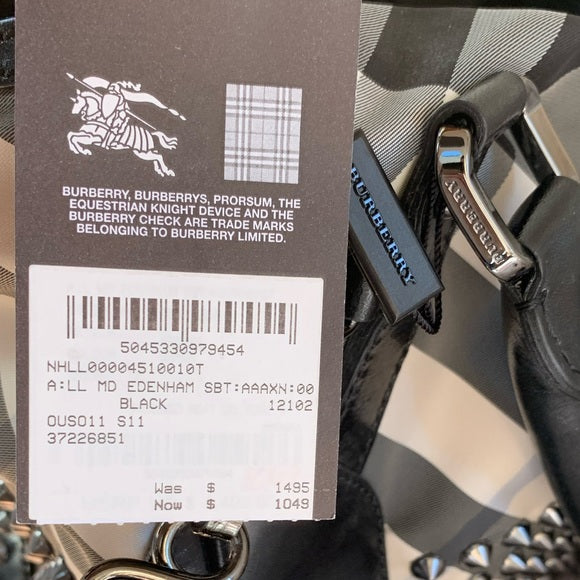 BURBERRY, BURBERRYS, PRORSUM, THE
EQUESTRIAN KNIGHT DEVICE AND THE
BURBERRY CHECK ARE TRADE MARKS
BELONGING TO BURBERRY LIMITED.
5045330979454
NHLL00004510010T
A:LL MD EDENHAM SBT:AAAXN:00
BLACK 12102
OUSO11 S11
37226851
Was $ 1495
Now $ 1049
BURBERRY
BURBERRY